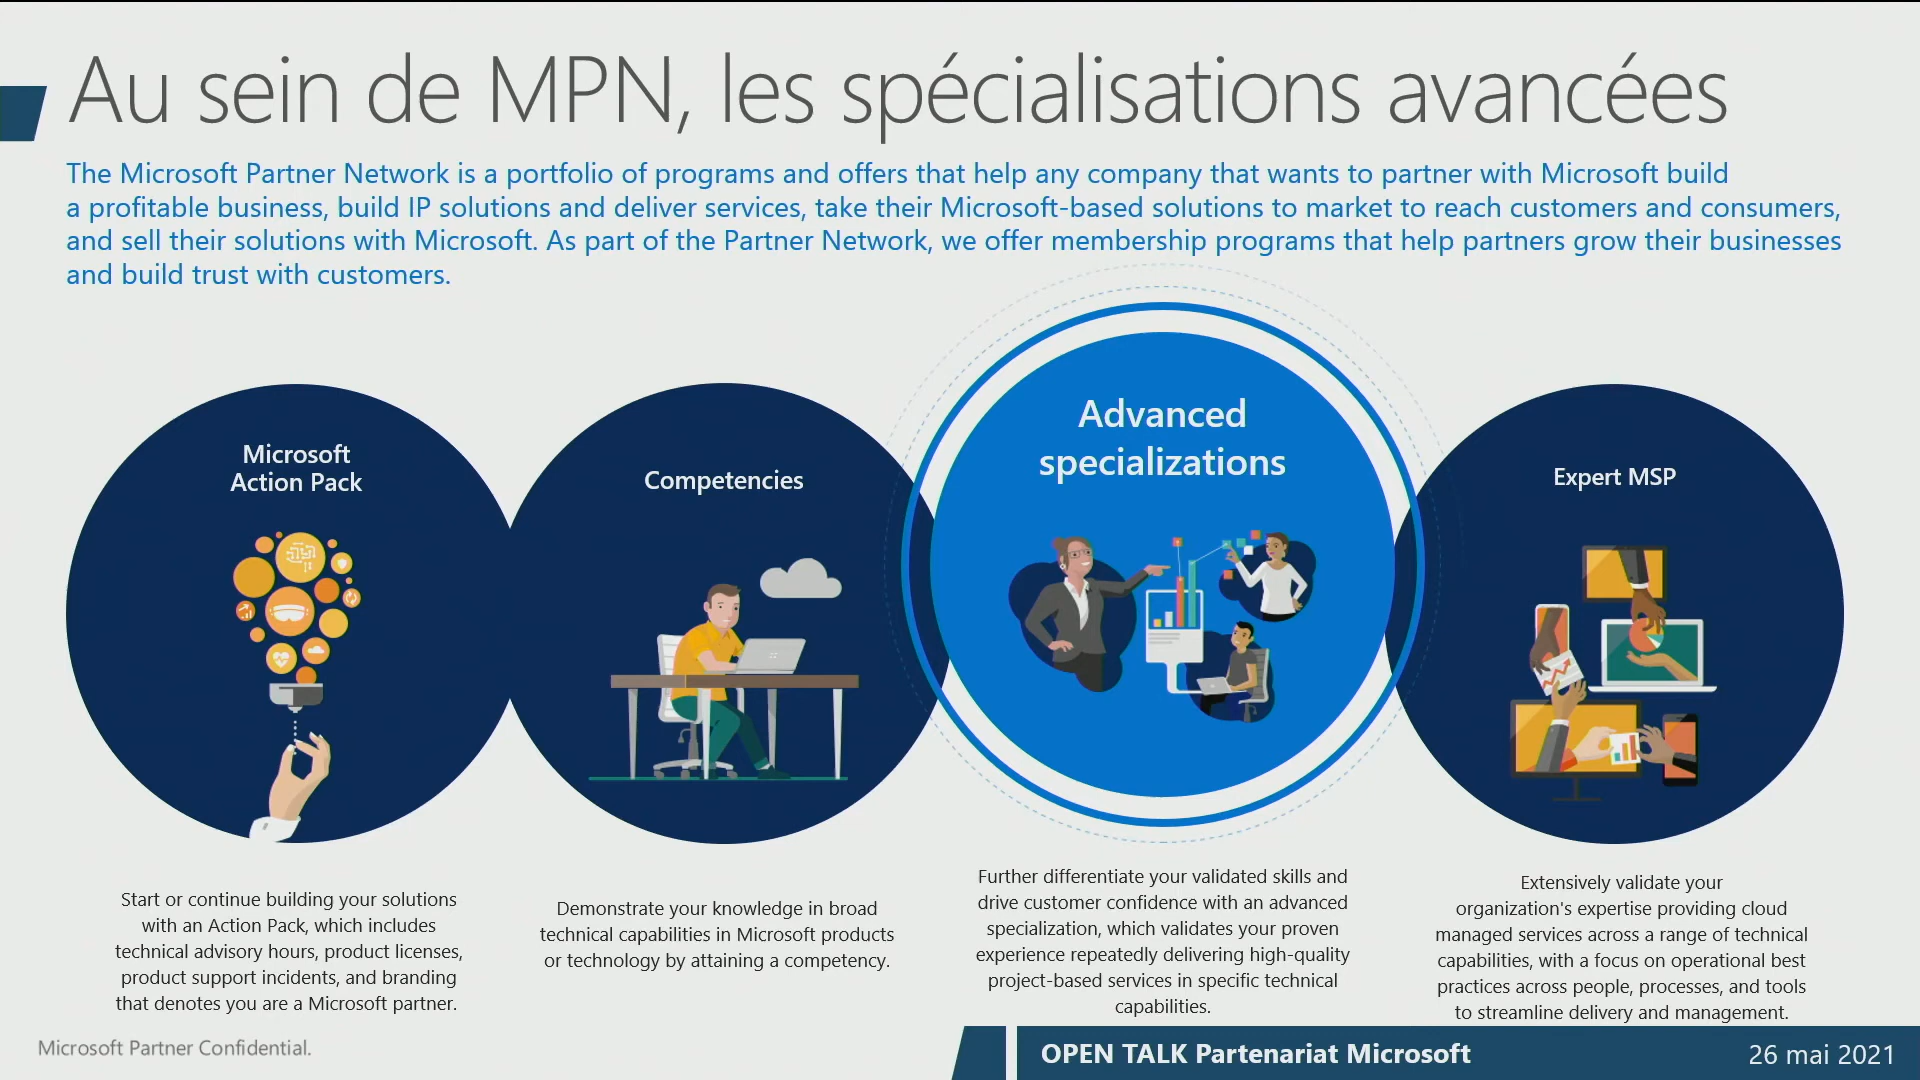 Au sein de MPN, les spécialisations avancées
The Microsoft Partner Network is a portfolio of programs and offers that help any company that wants to partner with Microsoft build
a profitable business, build IP solutions and deliver services, take their Microsoft-based solutions to market to reach customers and consumers,
and sell their solutions with Microsoft. As part of the Partner Network, we offer membership programs that help partners grow their businesses
and build trust with customers.
Microsoft
Action Pack
Start or continue building your solutions
with an Action Pack, which includes
technical advisory hours, product licenses,
product support incidents, and branding
that denotes you are a Microsoft partner.
Competencies
Demonstrate your knowledge in broad
technical capabilities in Microsoft products
or technology by attaining a competency.
Advanced
specializations
Further differentiate your validated skills and
drive customer confidence with an advanced
specialization, which validates your proven
experience repeatedly delivering high-quality
project-based services in specific technical
capabilities.
Expert MSP
Extensively validate your
organization's expertise providing cloud
managed services across a range of technical
capabilities, with a focus on operational best
practices across people, processes, and tools
to streamline delivery and management.
Microsoft Partner Confidential.
OPEN TALK Partenariat Microsoft
26 mai 2021